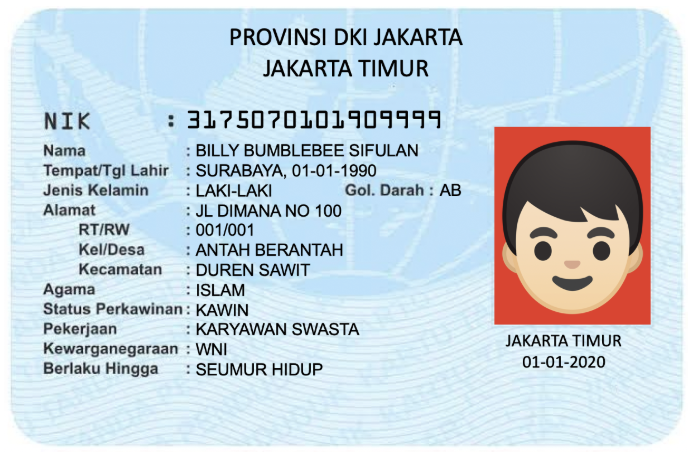 PROVINSI DKI JAKARTA
JAKARTA TIMUR
NIK : 3175070101909999
Nama : BILLY BUMBLEBEE SIFULAN
Tempat/Tgl Lahir : SURABAYA, 01-01-1990
Jenis Kelamin : LAKI-LAKI Gol. Darah : AB
Alamat : JL DIMANA NO 100
RT/RW : 001/001
Kel/Desa : ANTAH BERANTAH
Kecamatan : DUREN SAWIT
Agama : ISLAM
Status Perkawinan : KAWIN
Pekerjaan : KARYAWAN SWASTA
Kewarganegaraan : WNI
Berlaku Hingga : SEUMUR HIDUP
JAKARTA TIMUR
01-01-2020